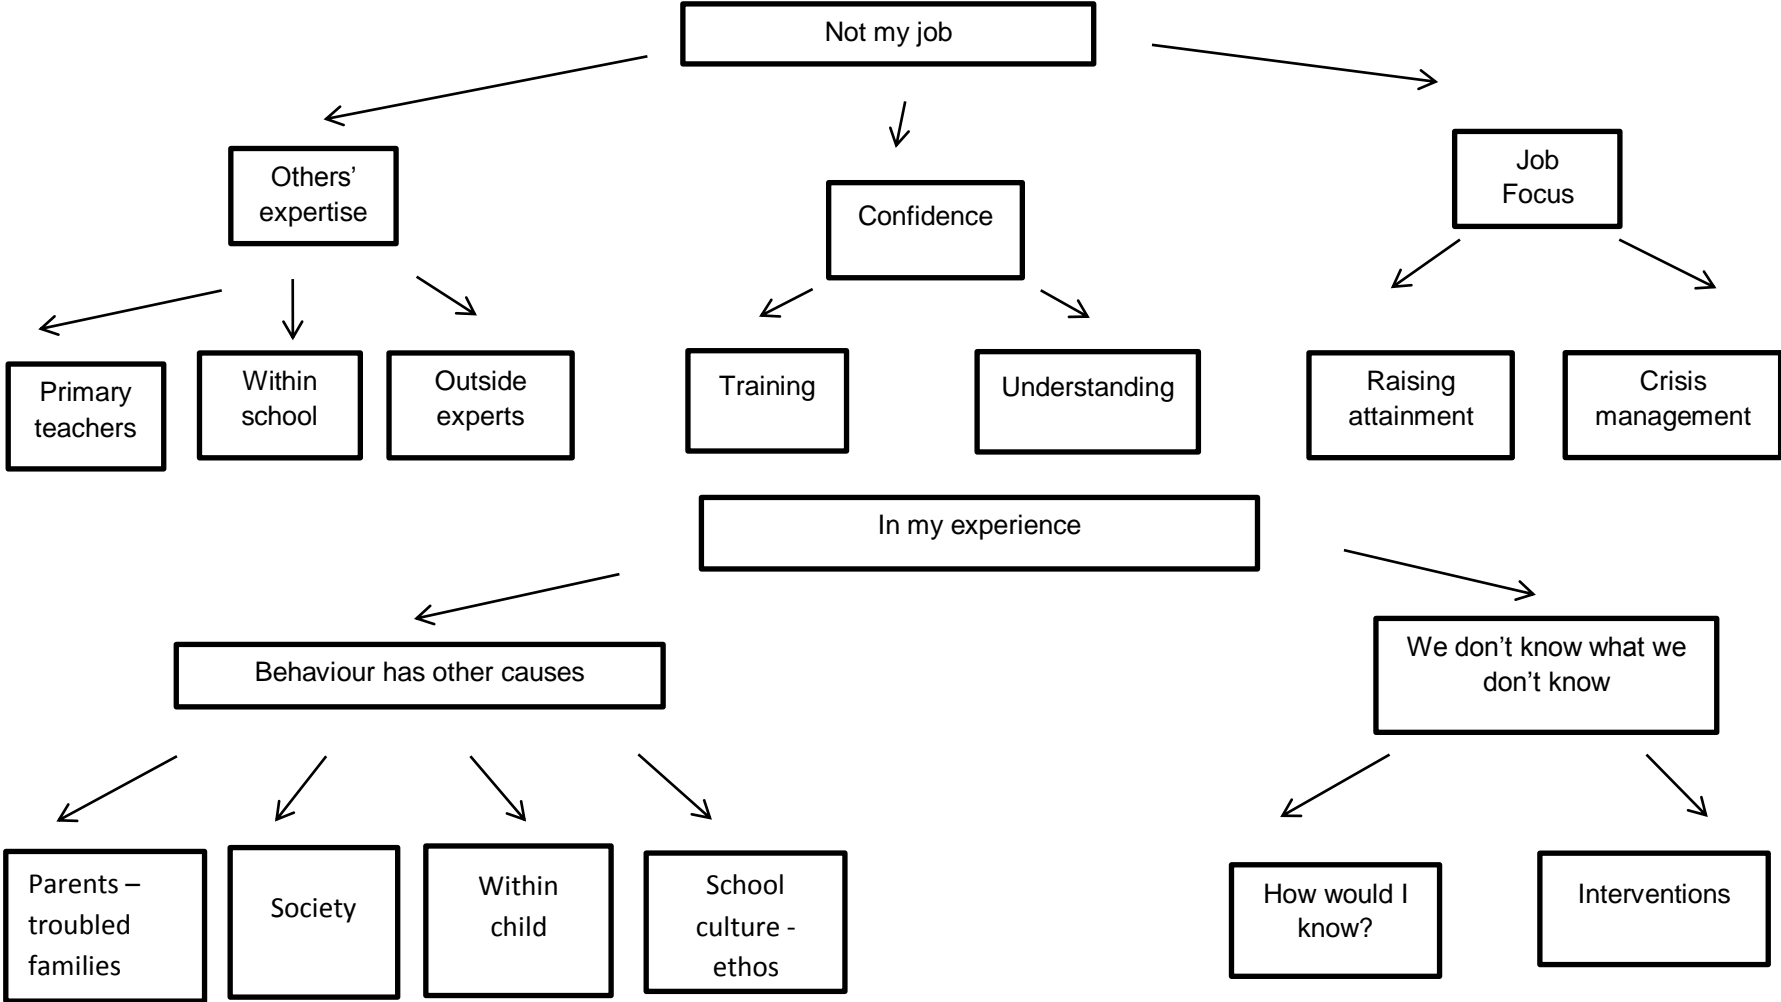 Not my job
Others’
expertise
Confidence
Job
Focus
Primary
teachers
Within
school
Outside
experts
Training
Understanding
Raising
attainment
Crisis
management
In my experience
Behaviour has other causes
We don’t know what we
don’t know
Parents –
troubled
families
Society
Within
child
School
culture -
ethos
How would I
know?
Interventions